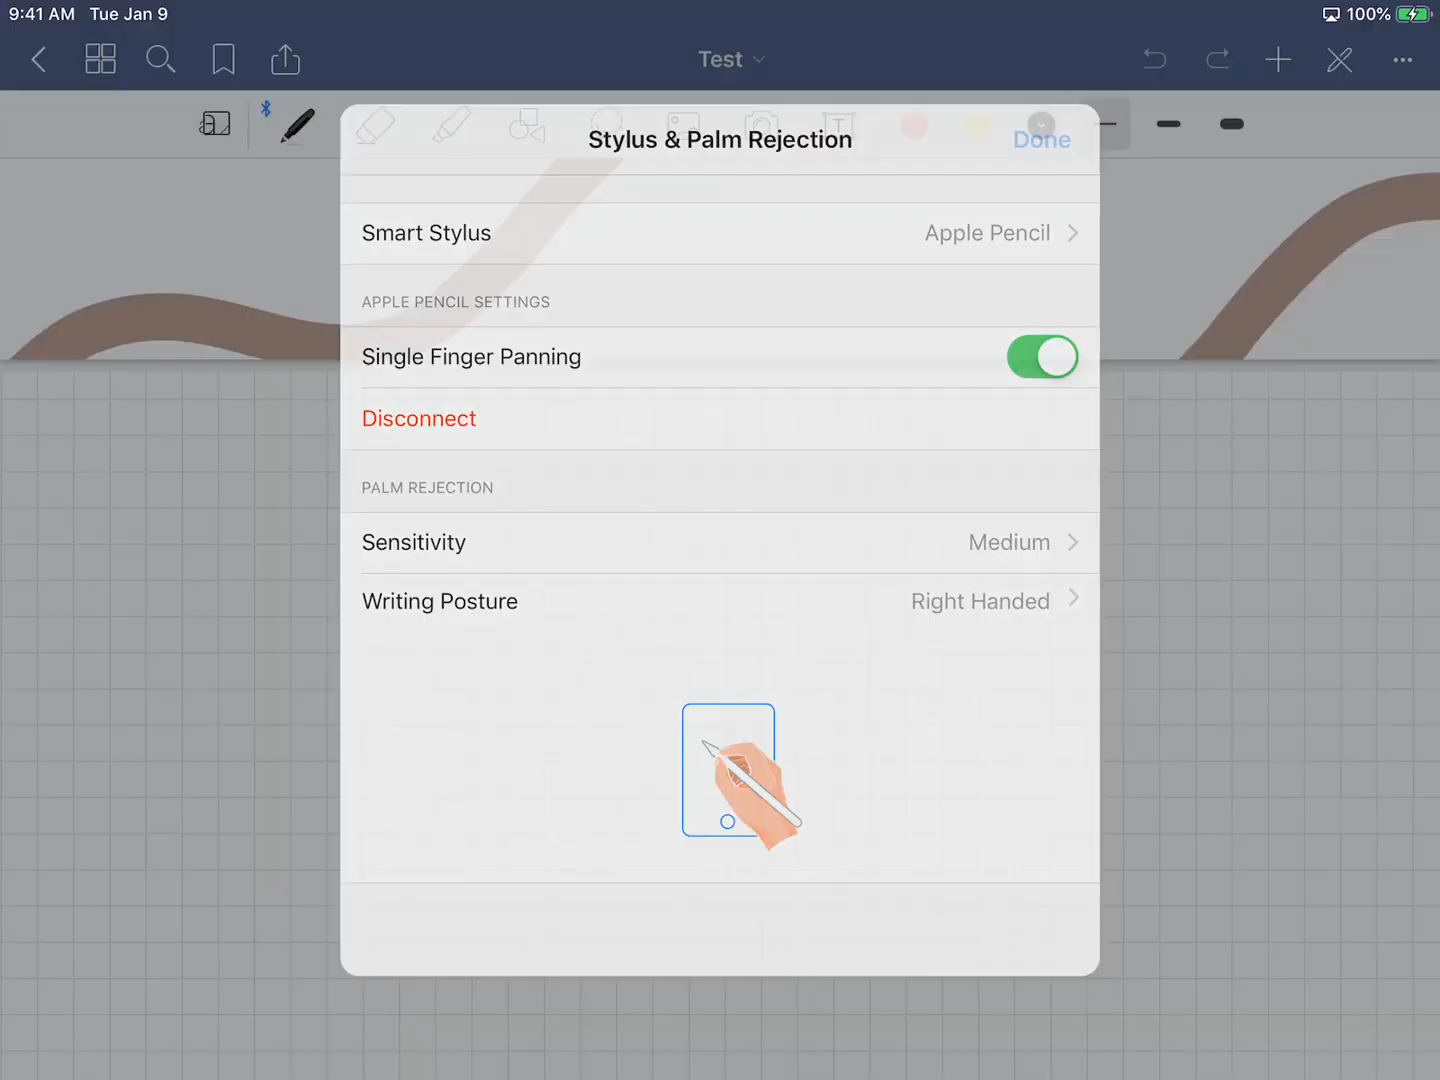 9:41 AM Tue Jan 9 100%
Test
T
Stylus & Palm Rejection Done
Smart Stylus Apple Pencil
APPLE PENCIL SETTINGS
Single Finger Panning
Disconnect
PALM REJECTION
Sensitivity Medium
Writing Posture Right Handed